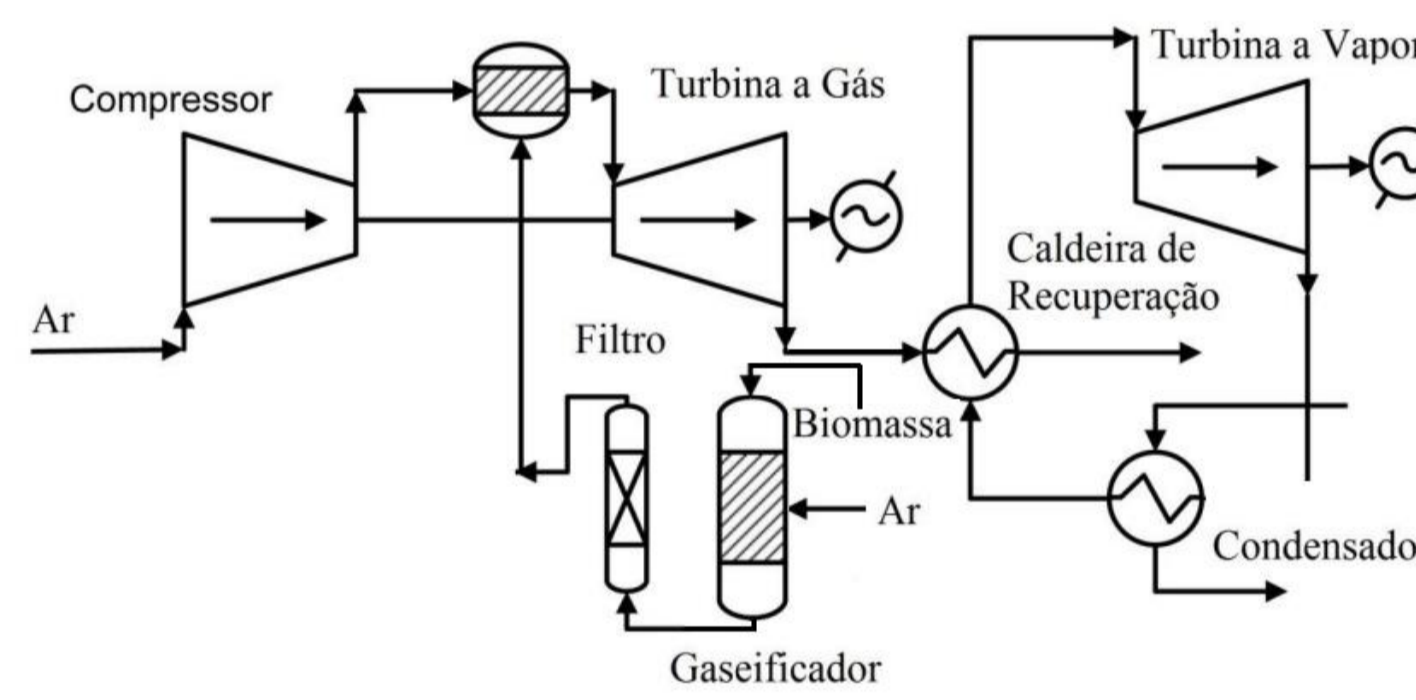 Turbina a Vapor
Compressor
Turbina a Gás
Caldeira de
Recuperação
Ar
Filtro
Biomassa
Ar
Condensado
Gaseificador